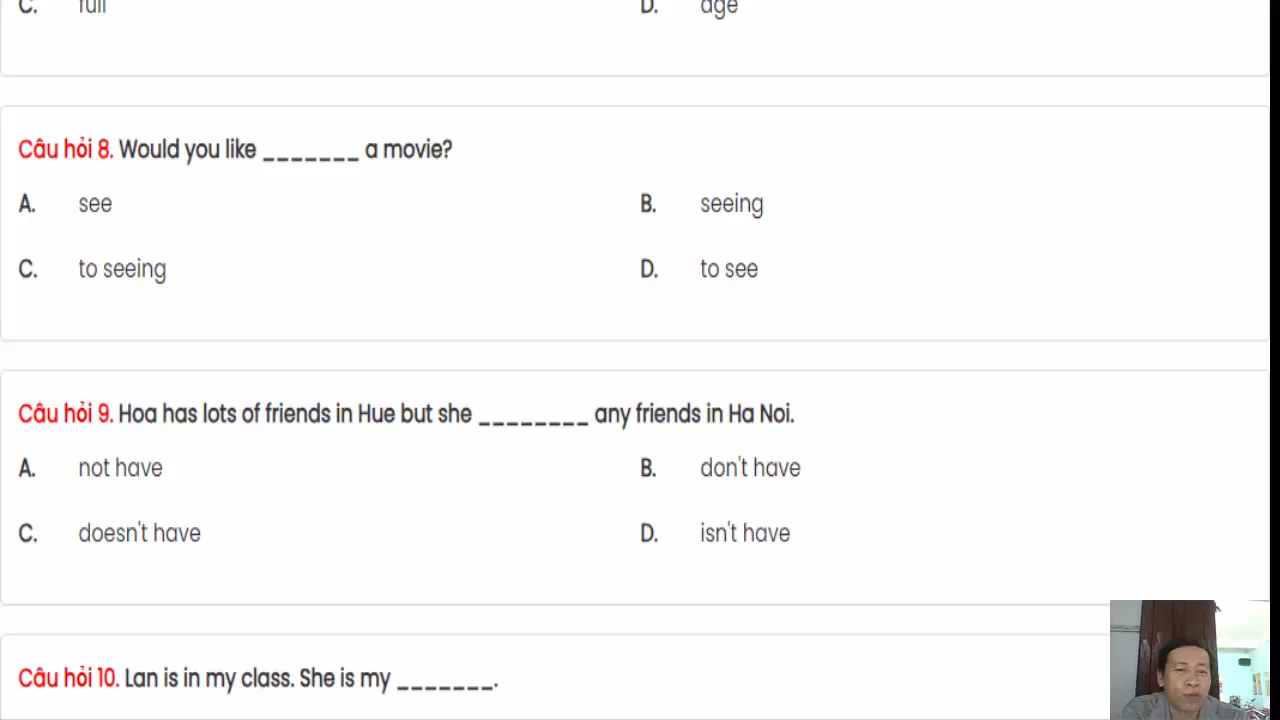 C. full
D. age
Câu hỏi 8. Would you like _______ a movie?
A. see
B. seeing
C. to seeing
D. to see
Câu hỏi 9. Hoa has lots of friends in Hue but she ________ any friends in Ha Noi.
A. not have
B. don't have
C. doesn't have
D. isn't have
Câu hỏi 10. Lan is in my class. She is my _______.